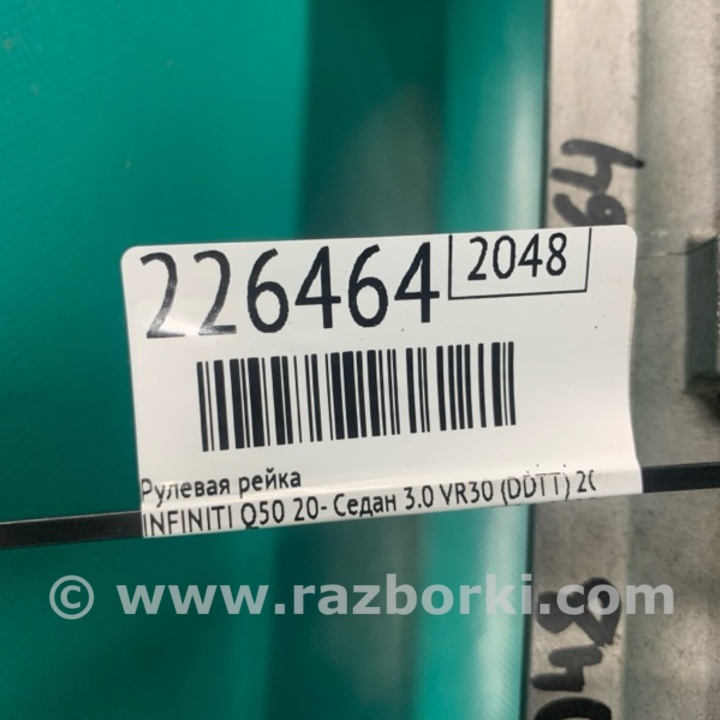 226464
2048
Рулевая рейка
INFINITI Q50 20- Седан 3.0 VR30 (DDTT)
© www.razborki.com